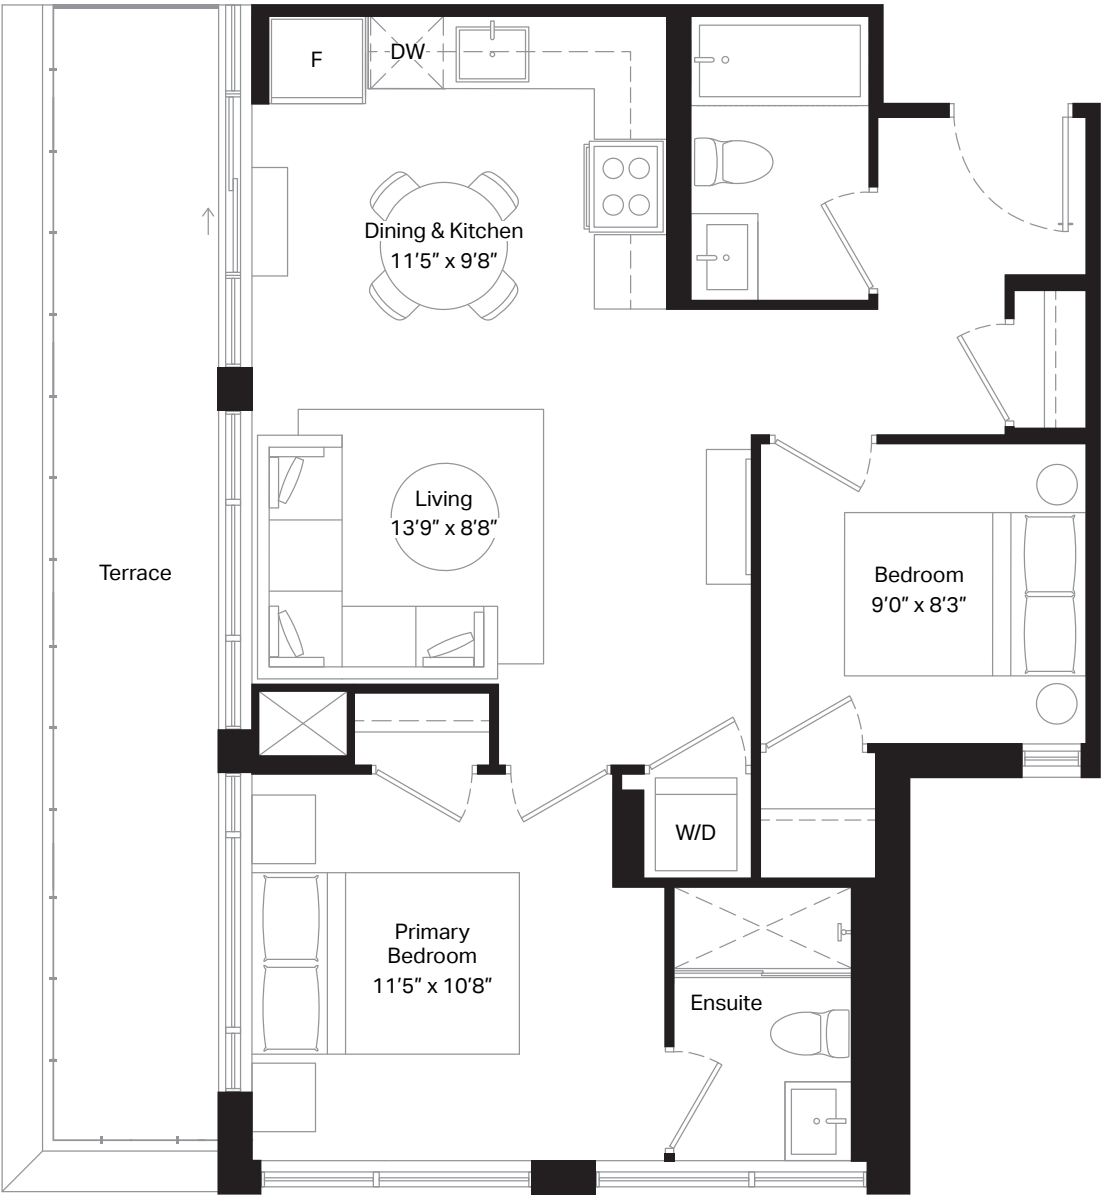 F
DW
Dining & Kitchen
11′5″ x 9′8″
Living
13′9″ x 8′8″
Terrace
Bedroom
9′0″ x 8′3″
W/D
Primary
Bedroom
11′5″ x 10′8″
Ensuite